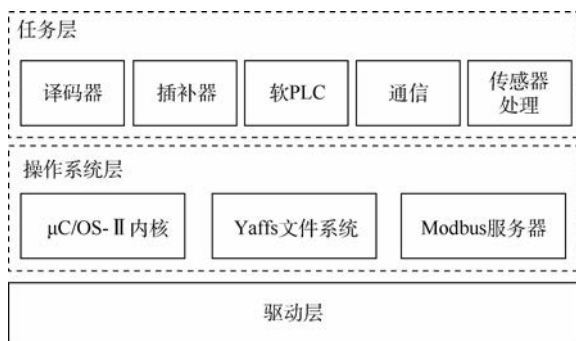 任务层
译码器
插补器
软PLC
通信
传感器
处理
操作系统层
μC/OS-Ⅱ内核
Yaffs文件系统
Modbus服务器
驱动层